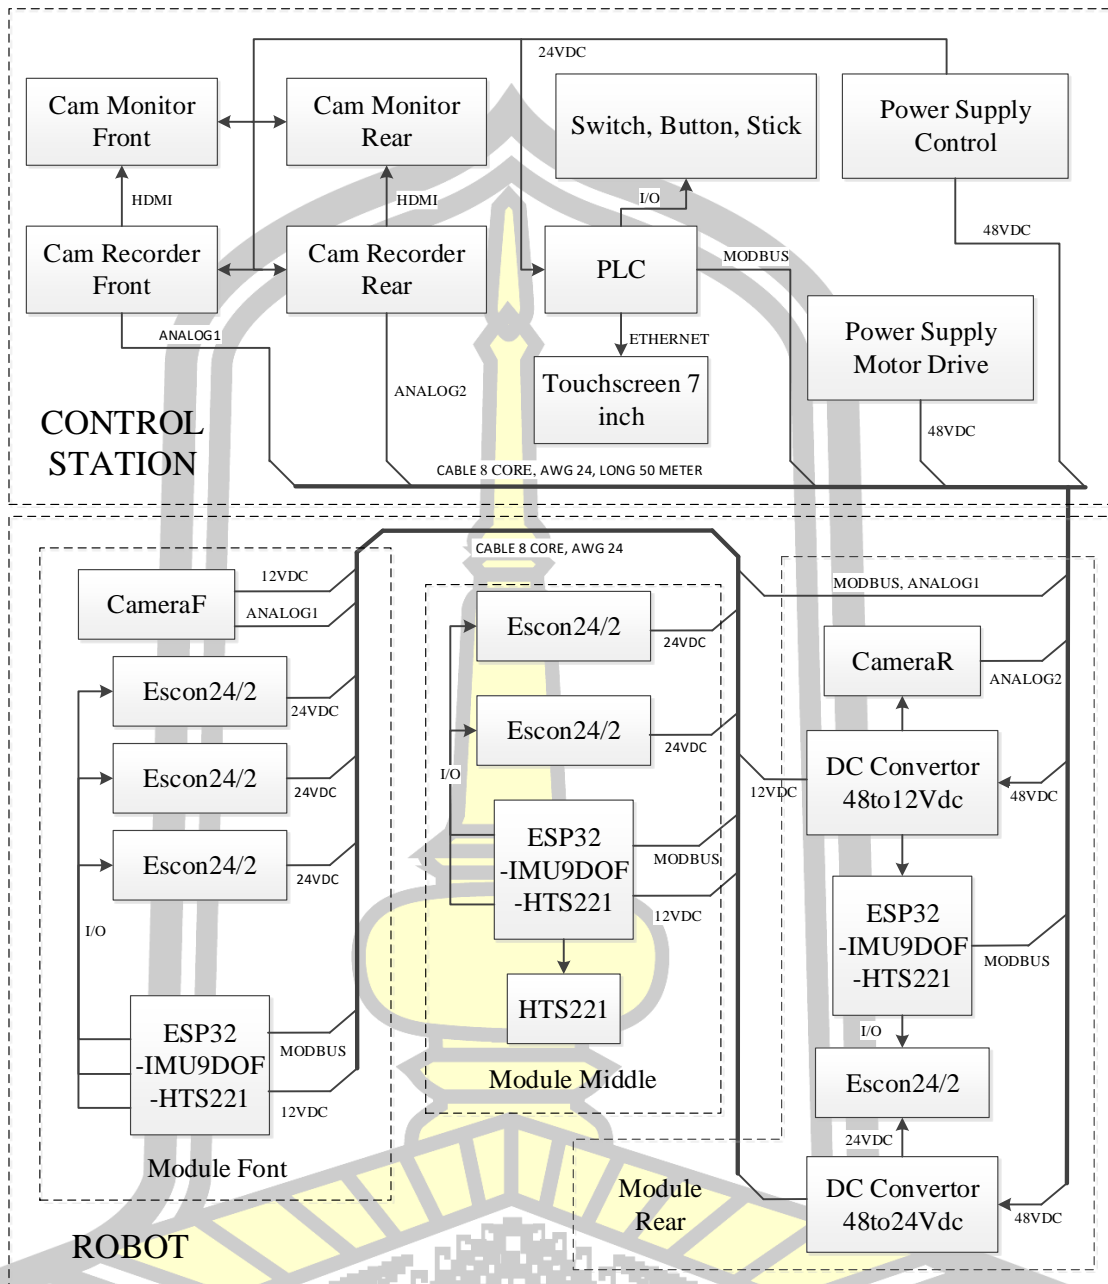 24VDC
Cam Monitor
Front
Cam Monitor
Rear
Switch, Button, Stick
Power Supply
Control
HDMI
HDMI
I/O
48VDC
Cam Recorder
Front
Cam Recorder
Rear
PLC
MODBUS
ANALOG1
ETHERNET
Power Supply
Motor Drive
ANALOG2
Touchscreen 7
inch
48VDC
CONTROL
STATION
CABLE 8 CORE, AWG 24, LONG 50 METER
CABLE 8 CORE, AWG 24
12VDC
CameraF
ANALOG1
MODBUS, ANALOG1
Escon24/2
24VDC
CameraR
ANALOG2
Escon24/2
24VDC
Escon24/2
24VDC
I/O
DC Convertor
48to12Vdc
12VDC
48VDC
Escon24/2
24VDC
Escon24/2
24VDC
ESP32
-IMU9DOF
-HTS221
MODBUS
12VDC
I/O
ESP32
-IMU9DOF
-HTS221
MODBUS
HTS221
I/O
ESP32
-IMU9DOF
-HTS221
MODBUS
12VDC
Module Middle
Escon24/2
24VDC
Module Font
Module
Rear
DC Convertor
48to24Vdc
48VDC
ROBOT